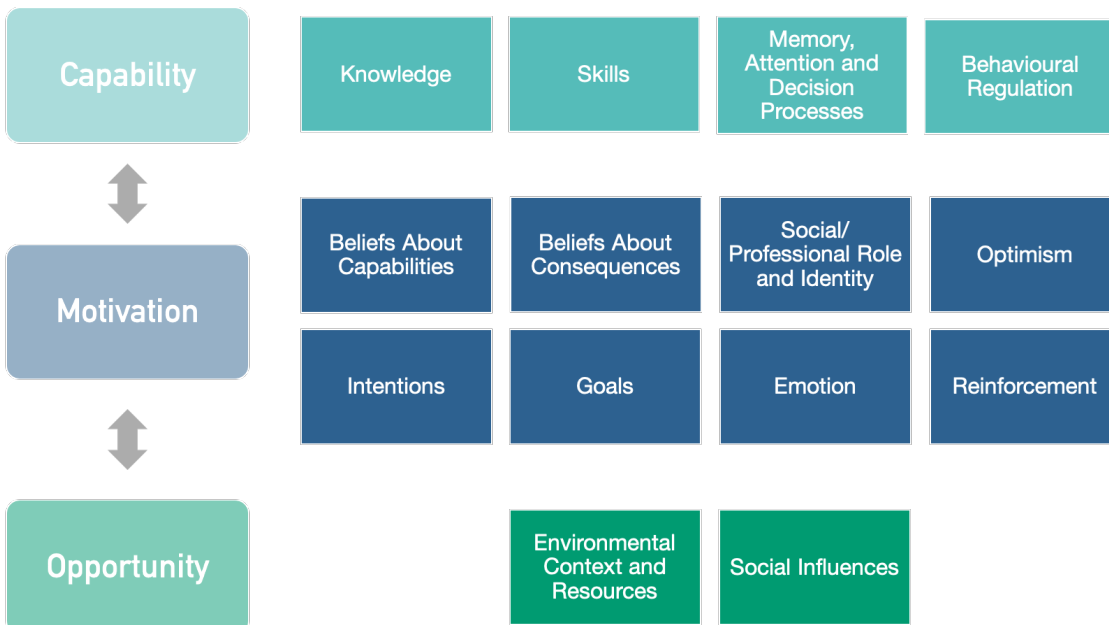 Capability
Knowledge
Skills
Memory,
Attention and
Decision
Processes
Behavioural
Regulation
Motivation
Beliefs About
Capabilities
Beliefs About
Consequences
Social/
Professional Role
and Identity
Optimism
Intentions
Goals
Emotion
Reinforcement
Opportunity
Environmental
Context and
Resources
Social Influences